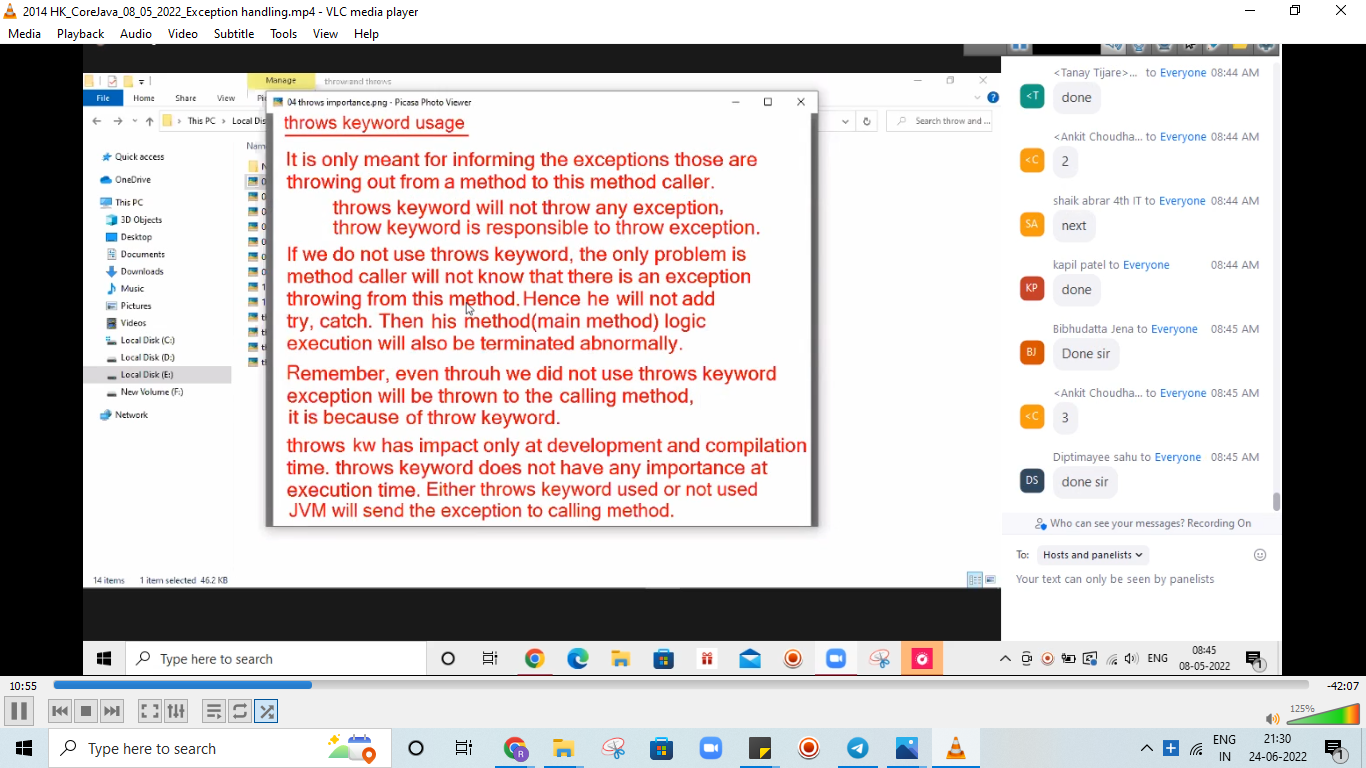 2014 HK_CoreJava_08_05_2022_Exception handling.mp4 - VLC media player
Media Playback Audio Video Subtitle Tools View Help
Manage
throw and throws
File Home Share View
04 throws importance.png - Picasa Photo Viewer
This PC
Search throw and ...
Quick access
OneDrive
This PC
3D Objects
Desktop
Documents
Downloads
Music
Pictures
Videos
Local Disk (C:)
Local Disk (D:)
Local Disk (E:)
New Volume (F:)
Network
throws keyword usage
It is only meant for informing the exceptions those are
throwing out from a method to this method caller.
throws keyword will not throw any exception,
throw keyword is responsible to throw exception.
If we do not use throws keyword, the only problem is
method caller will not know that there is an exception
throwing from this method. Hence he will not add
try, catch. Then his method(main method) logic
execution will also be terminated abnormally.
Remember, even throuh we did not use throws keyword
exception will be thrown to the calling method,
it is because of throw keyword.
throws kw has impact only at development and compilation
time. throws keyword does not have any importance at
execution time. Either throws keyword used or not used
JVM will send the exception to calling method.
14 items 1 item selected 46.2 KB
<Tanay Tijare>... to Everyone 08:44 AM
<T
done
<Ankit Choudha... to Everyone 08:44 AM
<C
2
shaik abrar 4th IT to Everyone 08:44 AM
SA
next
kapil patel to Everyone 08:44 AM
KP
done
Bibhudatta Jena to Everyone 08:45 AM
BJ
Done sir
<Ankit Choudha... to Everyone 08:45 AM
<C
3
Diptimayee sahu to Everyone 08:45 AM
DS
done sir
Who can see your messages? Recording On
To: Hosts and panelists
Your text can only be seen by panelists
Type here to search
ENG
08:45
08-05-2022
1
10:55
-42:07
125%
Type here to search
ENG
IN
21:30
24-06-2022
1